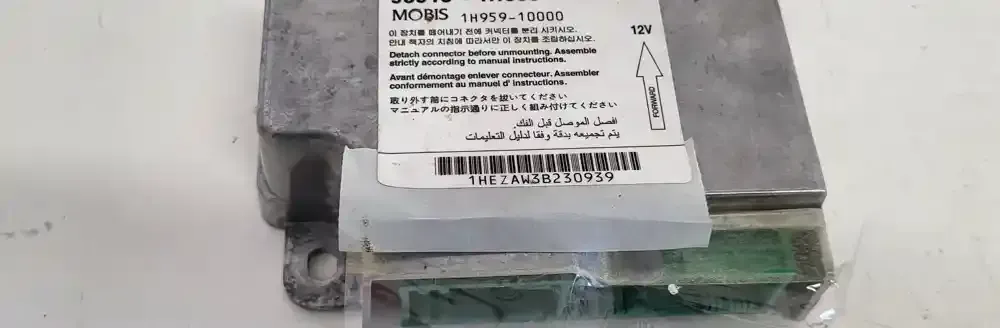 MOBIS 1H959-10000
이 장치를 떼어내기 전에 커넥터를 분리 시키시오.
안내 책자의 지침에 따라서만 이 장치를 조립하십시오.
12V
Detach connector before unmounting. Assemble
strictly according to manual instructions.
Avant démontage enlever connecteur. Assembler
conformement au manuel d' instructions.
取り外す前にコネクタを抜いてください
マニュアルの指示通りに正しく組み付けてください
FORWARD
افصل الموصل قبل الفك.
يتم تجميعه بدقة وفقا لدليل التعليمات
1HEZAW3B230939